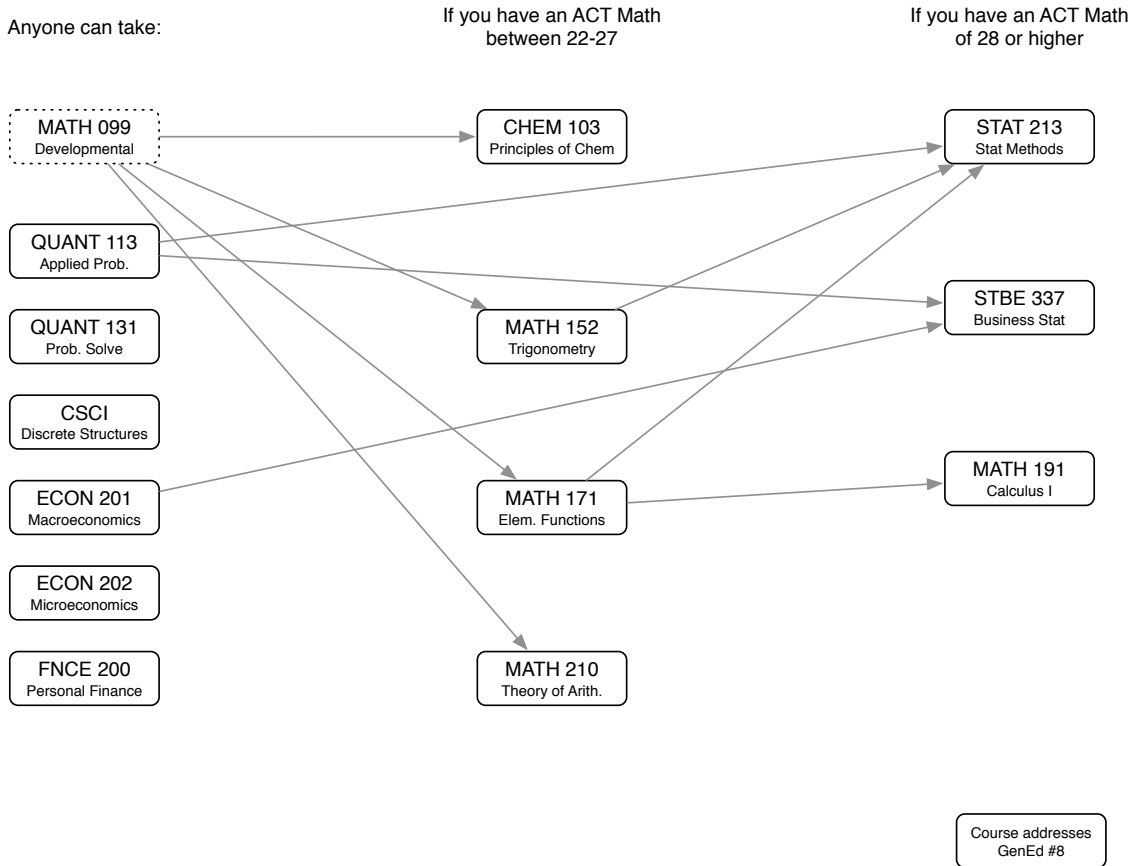 Anyone can take:
If you have an ACT Math
between 22-27
If you have an ACT Math
of 28 or higher
MATH 099
Developmental
CHEM 103
Principles of Chem
STAT 213
Stat Methods
QUANT 113
Applied Prob.
STBE 337
Business Stat
QUANT 131
Prob. Solve
MATH 152
Trigonometry
CSCI
Discrete Structures
MATH 191
Calculus I
ECON 201
Macroeconomics
MATH 171
Elem. Functions
ECON 202
Microeconomics
FNCE 200
Personal Finance
MATH 210
Theory of Arith.
Course addresses
GenEd #8